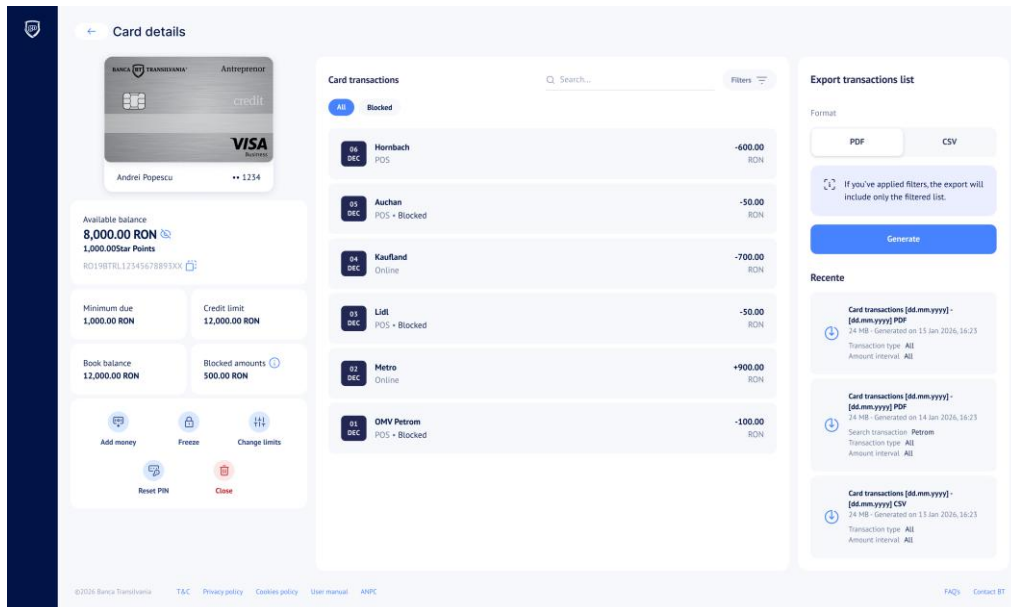 Card details
BANCA BT TRANSILVANIA
Antreprenor
credit
VISA
Business
Andrei Popescu •• 1234
Available balance
8,000.00 RON
1,000.00Star Points
RO19BTRL12345678893XX
Minimum due
1,000.00 RON
Credit limit
12,000.00 RON
Book balance
12,000.00 RON
Blocked amounts
500.00 RON
Add money
Freeze
Change limits
Reset PIN
Close
Card transactions
Search...
Filters
All
Blocked
06 DEC
Hornbach
POS
-600.00
RON
05 DEC
Auchan
POS • Blocked
-50.00
RON
04 DEC
Kaufland
Online
-700.00
RON
03 DEC
Lidl
POS • Blocked
-50.00
RON
02 DEC
Metro
Online
+900.00
RON
01 DEC
OMV Petrom
POS • Blocked
-100.00
RON
Export transactions list
Format
PDF
CSV
If you've applied filters, the export will
include only the filtered list.
Generate
Recente
Card transactions [dd.mm.yyyy] -
[dd.mm.yyyy] PDF
24 MB - Generated on 15 Jan 2026, 16:23
Transaction type All
Amount interval All
Card transactions [dd.mm.yyyy] -
[dd.mm.yyyy] PDF
24 MB - Generated on 14 Jan 2026, 16:23
Search transaction Petrom
Transaction type All
Amount interval All
Card transactions [dd.mm.yyyy] -
[dd.mm.yyyy] CSV
24 MB - Generated on 13 Jan 2026, 16:23
Transaction type All
Amount interval All
©2026 Banca Transilvania
T&C
Privacy policy
Cookies policy
User manual
ANPC
FAQ's
Contact BT